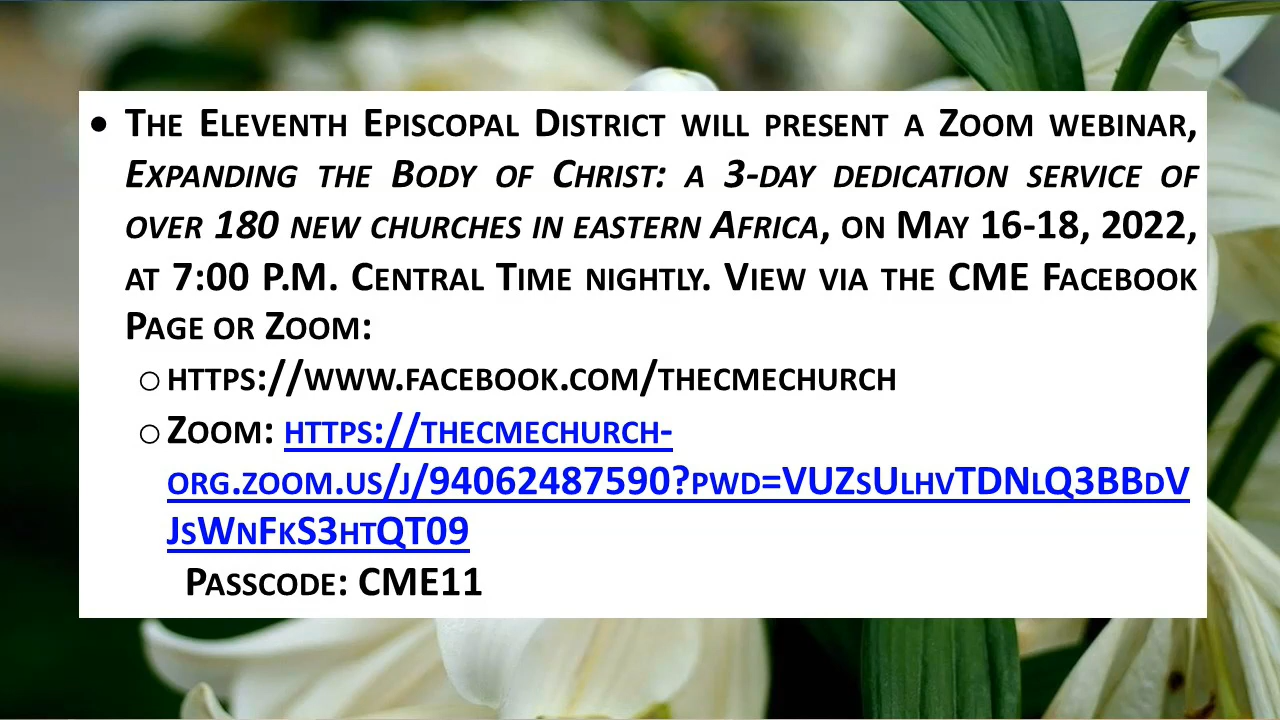 • The Eleventh Episcopal District will present a Zoom webinar,
Expanding the Body of Christ: a 3-day dedication service of
over 180 new churches in eastern Africa, on May 16-18, 2022,
at 7:00 P.M. Central Time nightly. View via the CME Facebook
Page or Zoom:
○ https://www.facebook.com/thecmechurch
○ Zoom: https://thecmechurch-
org.zoom.us/j/94062487590?pwd=VUZsUlhvTDNlQ3BBdV
JsWnFkS3htQT09
Passcode: CME11